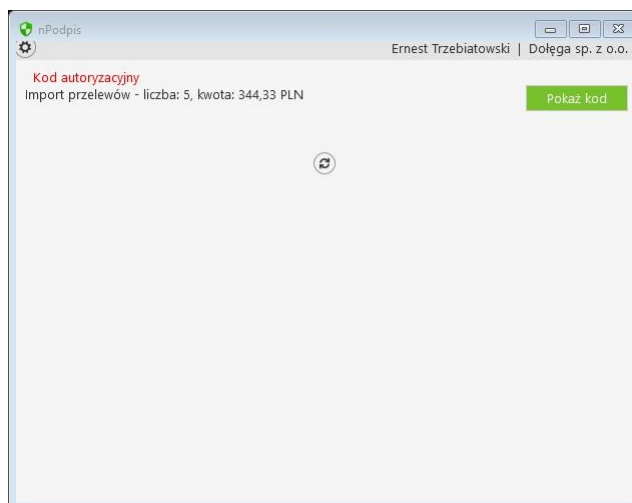 nPodpis
Ernest Trzebiatowski | Dołęga sp. z o.o.
Kod autoryzacyjny
Import przelewów - liczba: 5, kwota: 344,33 PLN
Pokaż kod